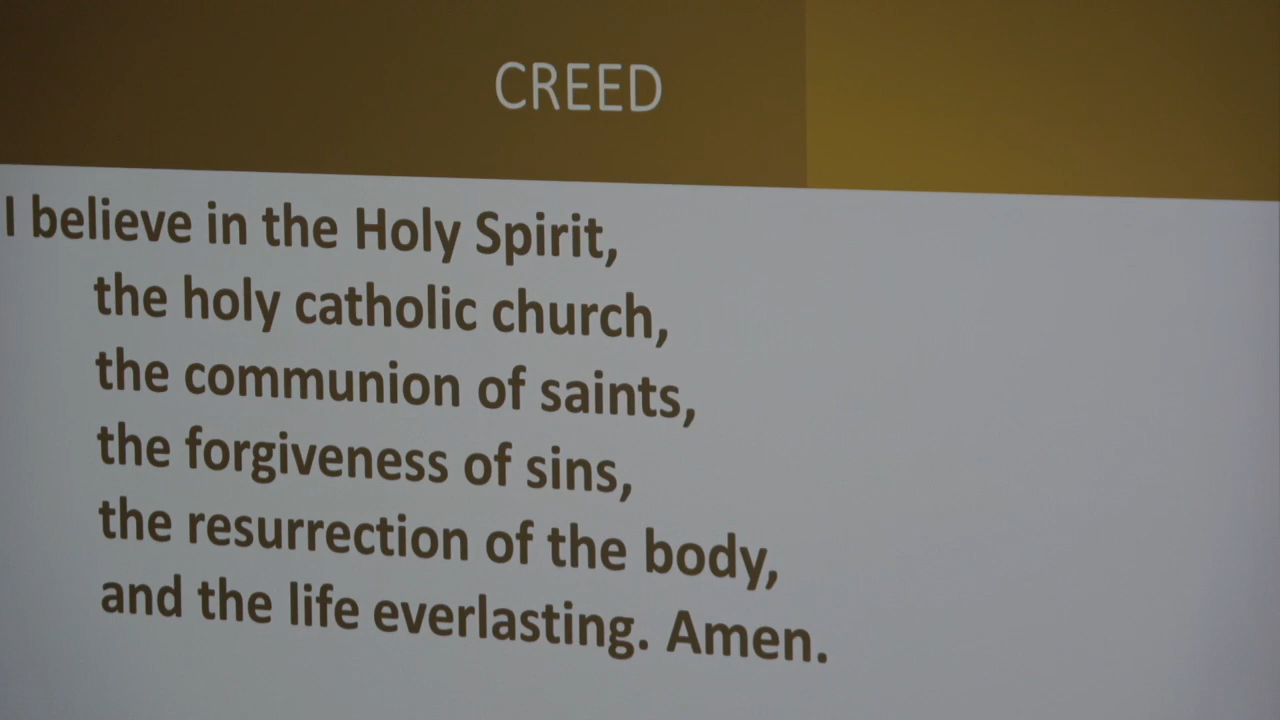 CREED
I believe in the Holy Spirit,
the holy catholic church,
the communion of saints,
the forgiveness of sins,
the resurrection of the body,
and the life everlasting. Amen.